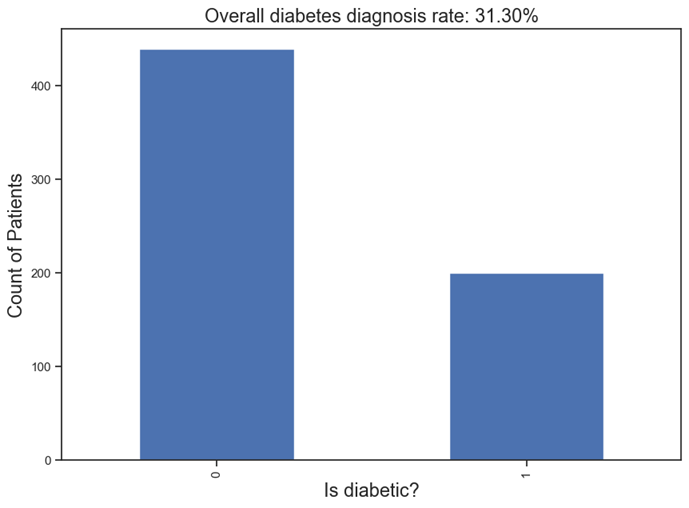 Overall diabetes diagnosis rate: 31.30%
400
300
200
100
0
Count of Patients
0
1
Is diabetic?